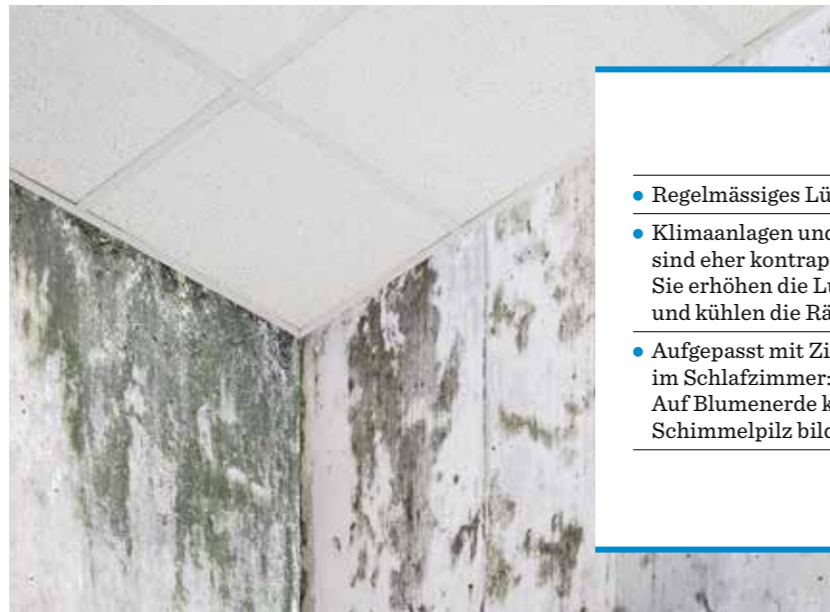 Regelmässiges Lü
Klimaanlagen und
sind eher kontrap
Sie erhöhen die Lu
und kühlen die Rä
Aufgepasst mit Zi
im Schlafzimmer:
Auf Blumenerde k
Schimmelpilz bild